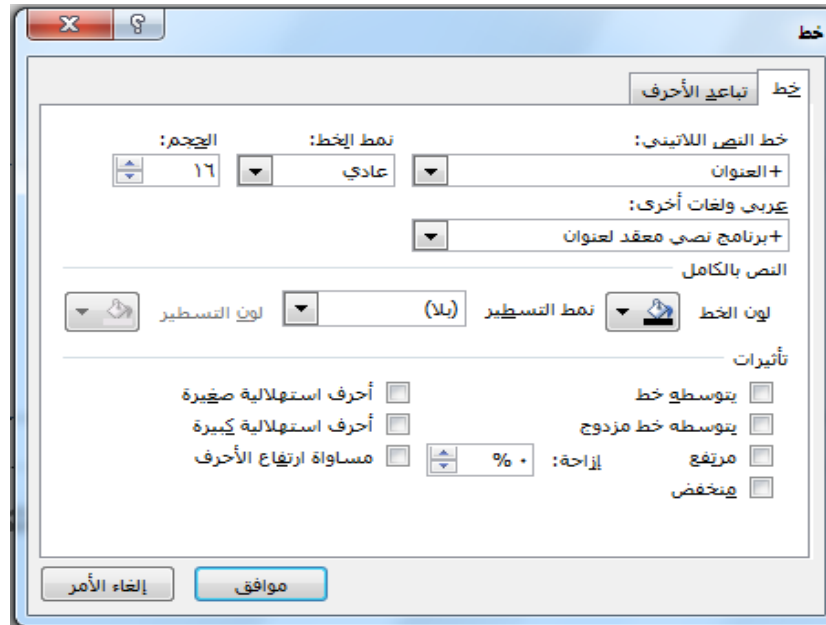 خط
خط تباعد الأحرف
خط النص اللاتيني: نمط الخط: الحجم:
+العنوان عادي ١٦
عربي ولغات أخرى:
+برنامج نصي معقد لعنوان
النص بالكامل
لون الخط نمط التسطير (بلا) لون التسطير
تأثيرات
يتوسطه خط أحرف استهلالية صغيرة
يتوسطه خط مزدوج أحرف استهلالية كبيرة
مرتفع إزاحة: ٠ % مساواة ارتفاع الأحرف
منخفض
موافق إلغاء الأمر